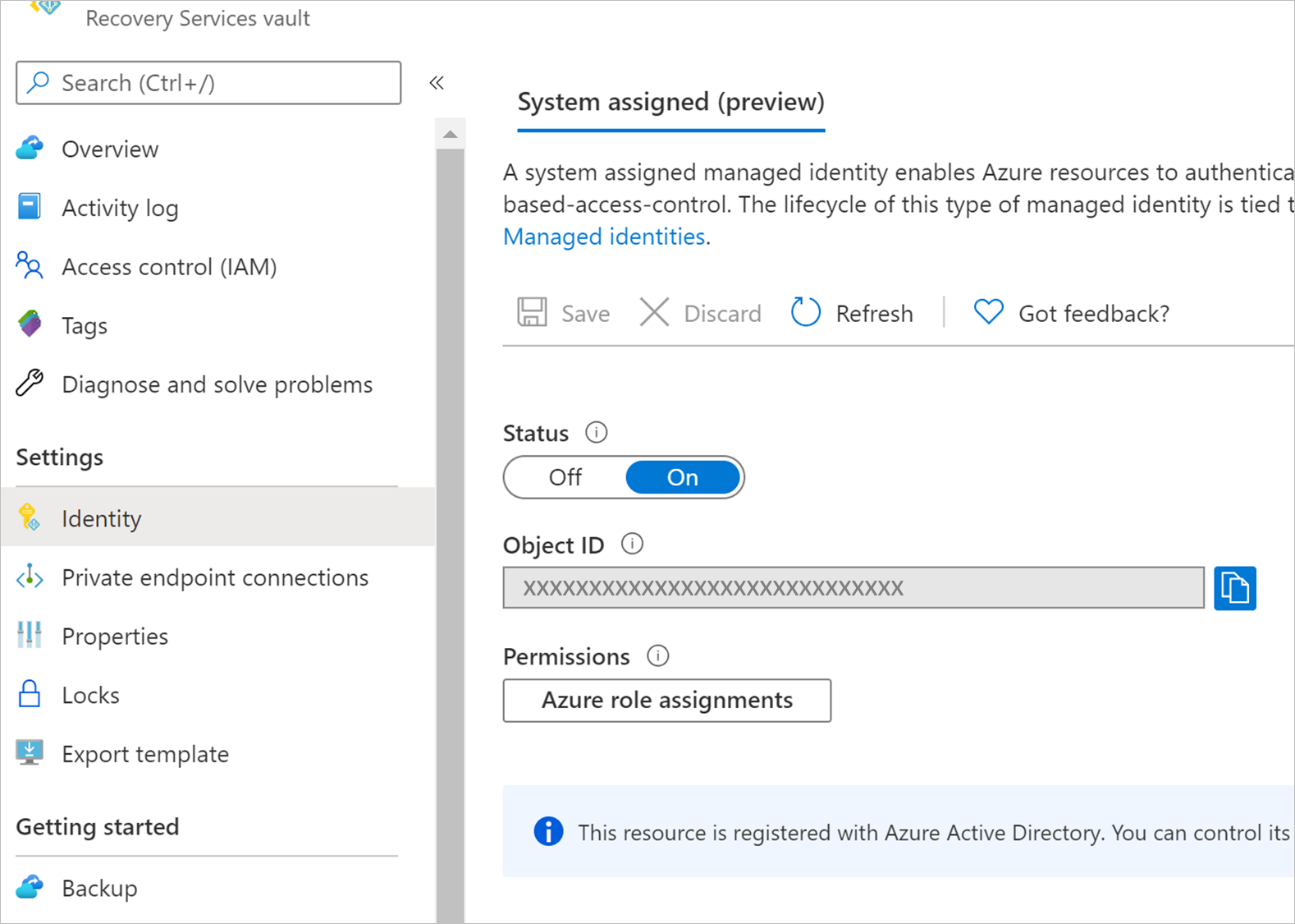 Recovery Services vault
Search (Ctrl+/)
«
Overview
Activity log
Access control (IAM)
Tags
Diagnose and solve problems
Settings
Identity
Private endpoint connections
Properties
Locks
Export template
Getting started
Backup
System assigned (preview)
A system assigned managed identity enables Azure resources to authentica
based-access-control. The lifecycle of this type of managed identity is tied t
Managed identities.
Save
Discard
Refresh
Got feedback?
Status
Off
On
Object ID
XXXXXXXXXXXXXXXXXXXXXXXXXXXXX
Permissions
Azure role assignments
This resource is registered with Azure Active Directory. You can control its